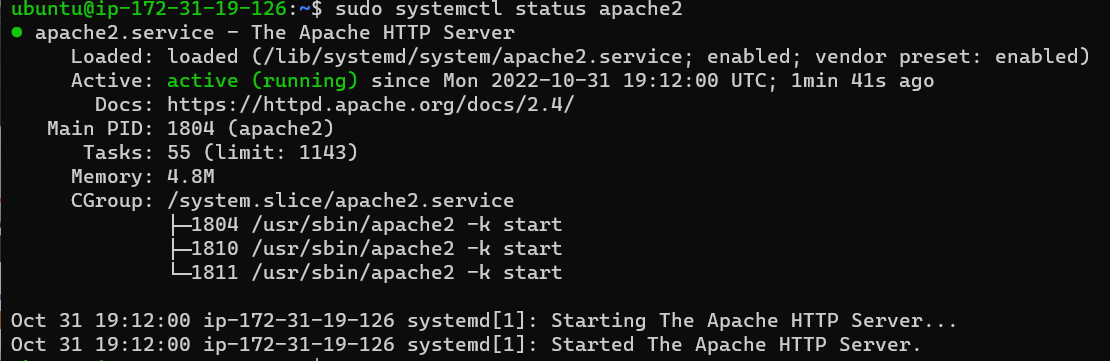 ubuntu@ip-172-31-19-126:~$ sudo systemctl status apache2
● apache2.service - The Apache HTTP Server
     Loaded: loaded (/lib/systemd/system/apache2.service; enabled; vendor preset: enabled)
     Active: active (running) since Mon 2022-10-31 19:12:00 UTC; 1min 41s ago
       Docs: https://httpd.apache.org/docs/2.4/
   Main PID: 1804 (apache2)
      Tasks: 55 (limit: 1143)
     Memory: 4.8M
     CGroup: /system.slice/apache2.service
             ├─1804 /usr/sbin/apache2 -k start
             ├─1810 /usr/sbin/apache2 -k start
             └─1811 /usr/sbin/apache2 -k start

Oct 31 19:12:00 ip-172-31-19-126 systemd[1]: Starting The Apache HTTP Server...
Oct 31 19:12:00 ip-172-31-19-126 systemd[1]: Started The Apache HTTP Server.